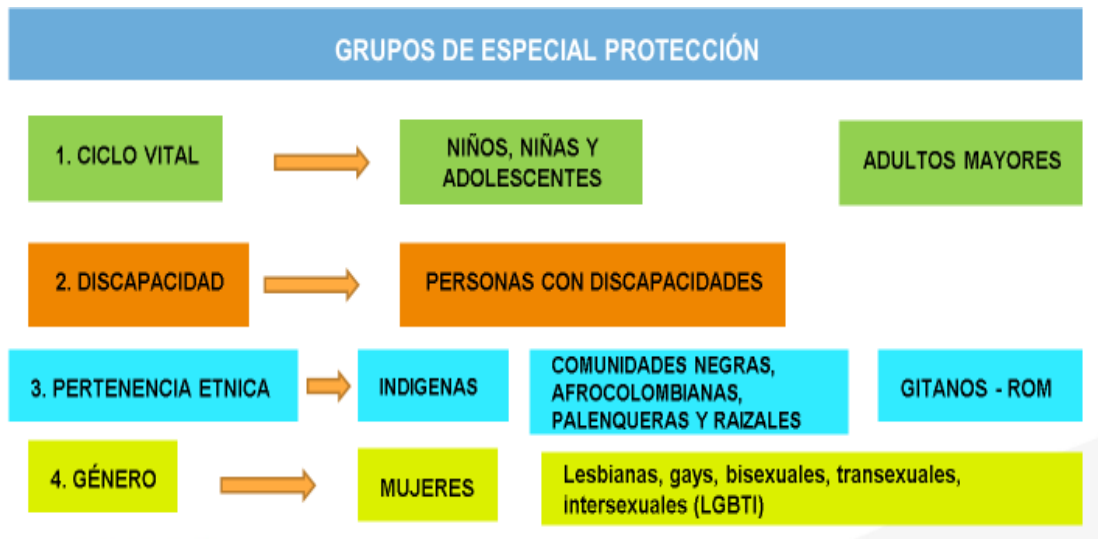 GRUPOS DE ESPECIAL PROTECCIÓN
1. CICLO VITAL
NIÑOS, NIÑAS Y
ADOLESCENTES
ADULTOS MAYORES
2. DISCAPACIDAD
PERSONAS CON DISCAPACIDADES
3. PERTENENCIA ETNICA
INDIGENAS
COMUNIDADES NEGRAS,
AFROCOLOMBIANAS,
PALENQUERAS Y RAIZALES
GITANOS - ROM
4. GÉNERO
MUJERES
Lesbianas, gays, bisexuales, transexuales,
intersexuales (LGBTI)